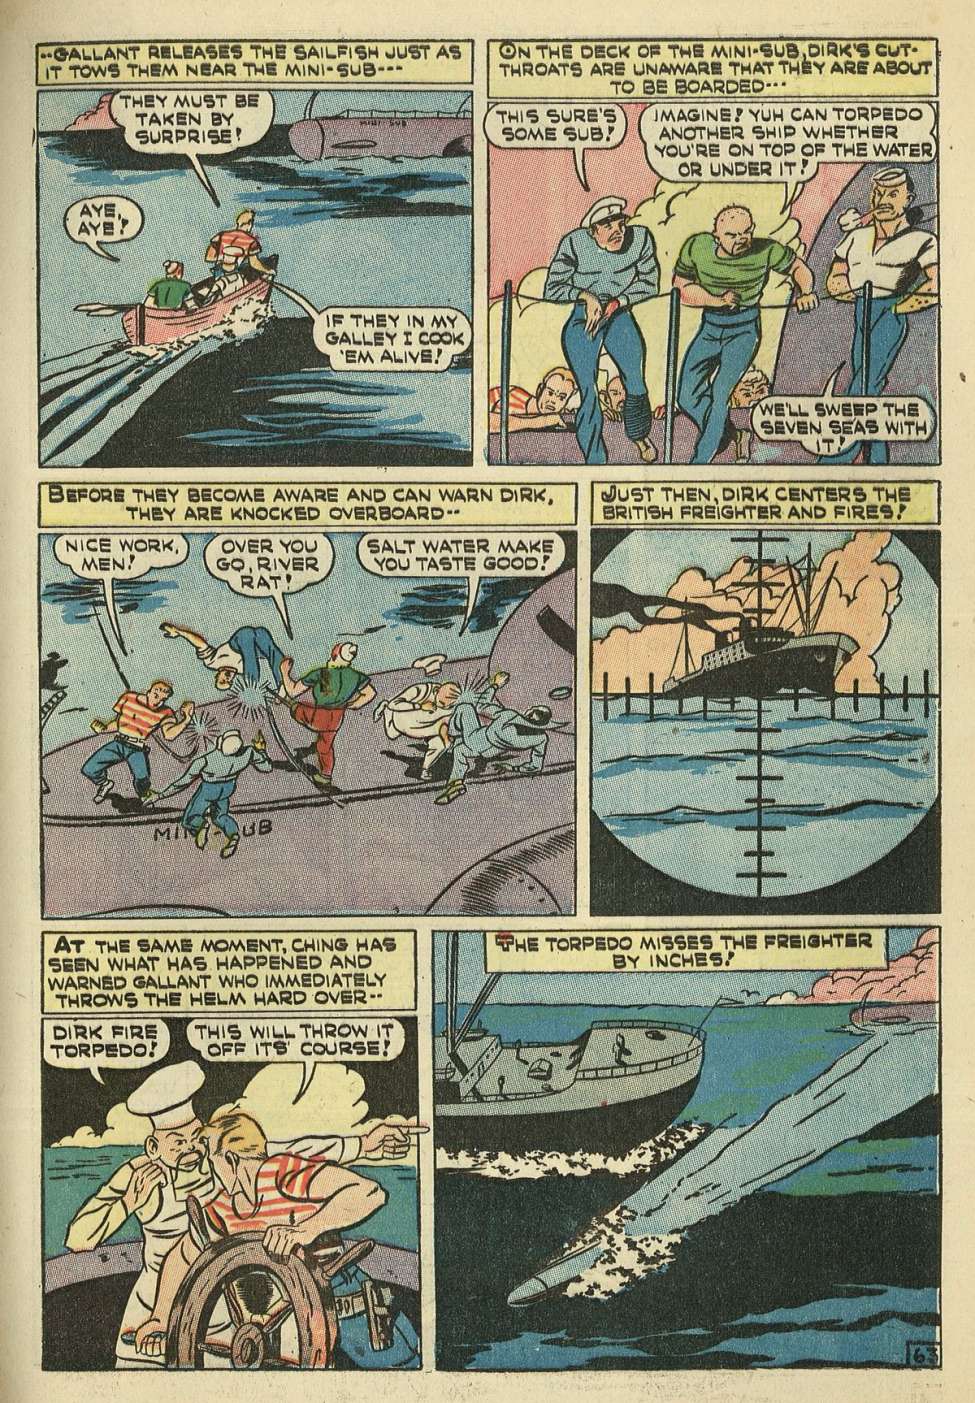 --GALLANT RELEASES THE SAILFISH JUST AS
IT TOWS THEM NEAR THE MINI-SUB---
THEY MUST BE
TAKEN BY
SURPRISE!
MINI SUB
AYE,
AYE!
IF THEY IN MY
GALLEY I COOK
'EM ALIVE!
ON THE DECK OF THE MINI-SUB, DIRK'S CUT-
THROATS ARE UNAWARE THAT THEY ARE ABOUT
TO BE BOARDED---
THIS SURE'S
SOME SUB!
IMAGINE! YUH CAN TORPEDO
ANOTHER SHIP WHETHER
YOU'RE ON TOP OF THE WATER
OR UNDER IT!
WE'LL SWEEP THE
SEVEN SEAS WITH
IT!
BEFORE THEY BECOME AWARE AND CAN WARN DIRK,
THEY ARE KNOCKED OVERBOARD--
NICE WORK,
MEN!
OVER YOU
GO, RIVER
RAT!
SALT WATER MAKE
YOU TASTE GOOD!
MINI-SUB
JUST THEN, DIRK CENTERS THE
BRITISH FREIGHTER AND FIRES!
AT THE SAME MOMENT, CHING HAS
SEEN WHAT HAS HAPPENED AND
WARNED GALLANT WHO IMMEDIATELY
THROWS THE HELM HARD OVER--
DIRK FIRE
TORPEDO!
THIS WILL THROW IT
OFF ITS' COURSE!
THE TORPEDO MISSES THE FREIGHTER
BY INCHES!
63